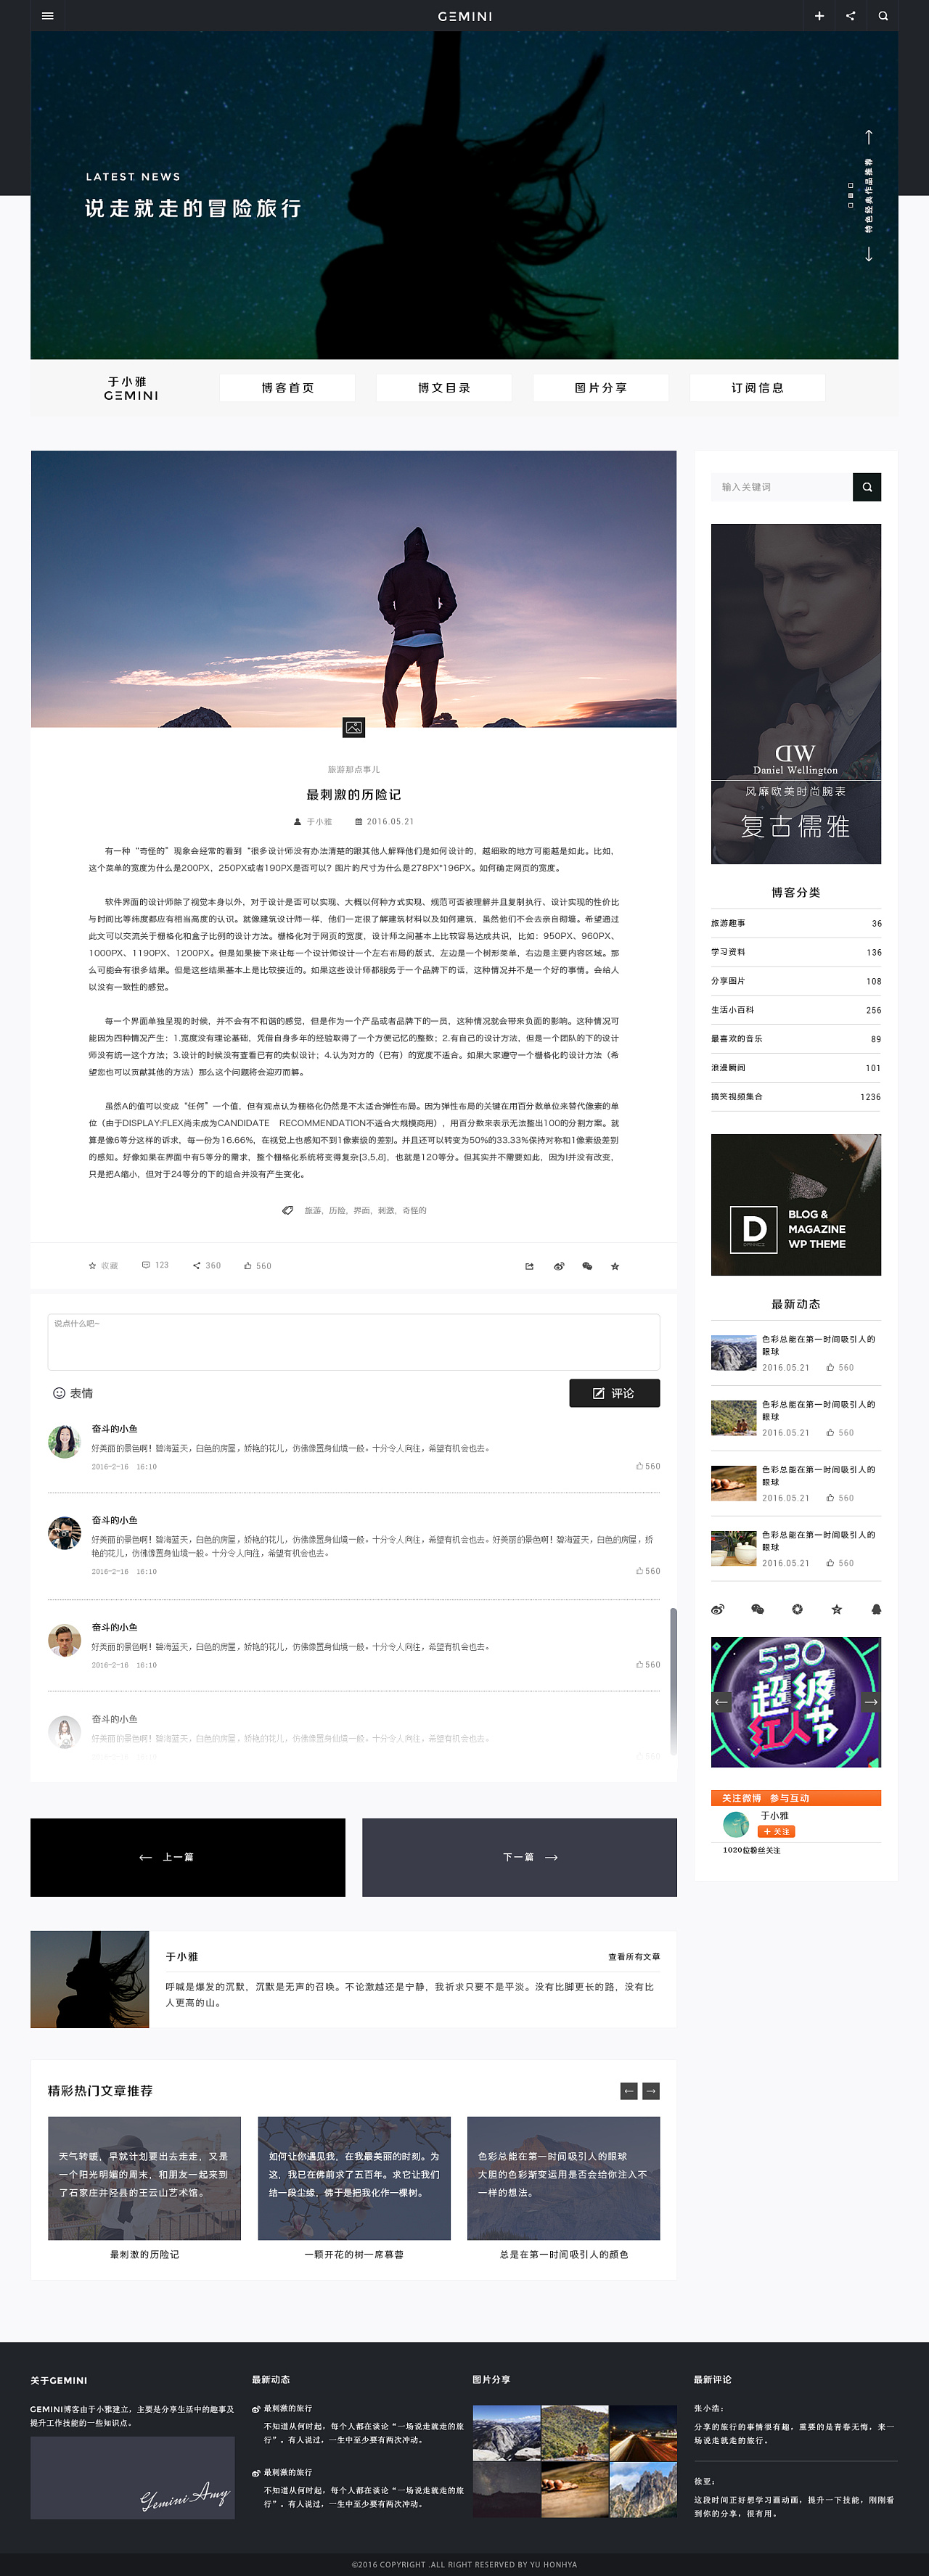 GEMINI
LATEST NEWS
说走就走的冒险旅行
特色经典作品推荐
于小雅
GEMINI
博客首页
博文目录
图片分享
订阅信息
旅游那点事儿
最刺激的历险记
于小雅 2016.05.21
有一种“奇怪的”现象会经常的看到“很多设计师没有办法清楚的跟其他人解释他们是如何设计的，越细致的地方可能越是如此。比如，
这个菜单的宽度为什么是200PX，250PX或者190PX是否可以？图片的尺寸为什么是278PX*196PX。如何确定网页的宽度。
软件界面的设计师除了视觉本身以外，对于设计是否可以实现、大概以何种方式实现、规范可否被理解并且复制执行、设计实现的性价比
与时间比等纬度都应有相当高度的认识。就像建筑设计师一样，他们一定很了解建筑材料以及如何建筑，虽然他们不会去亲自砌墙。希望通过
此文可以交流关于栅格化和盒子比例的设计方法。栅格化对于网页的宽度，设计师之间基本上比较容易达成共识，比如：950PX、960PX、
1000PX、1190PX、1200PX。但是如果接下来让每一个设计师设计一个左右布局的版式，左边是一个树形菜单，右边是主要内容区域。那
么可能会有很多结果。但是这些结果基本上是比较接近的。如果这些设计师都服务于一个品牌下的话，这种情况并不是一个好的事情。会给人
以没有一致性的感觉。
每一个界面单独呈现的时候，并不会有不和谐的感觉，但是作为一个产品或者品牌下的一员，这种情况就会带来负面的影响。这种情况可
能因为四种情况产生：1.宽度没有理论基础，凭借自身多年的经验取得了一个方便记忆的整数；2.有自己的设计方法，但是一个团队的下的设计
师没有统一这个方法；3.设计的时候没有查看已有的类似设计；4.认为对方的（已有）的宽度不适合。如果大家遵守一个栅格化的设计方法（希
望您也可以贡献其他的方法）那么这个问题将会迎刃而解。
虽然A的值可以变成“任何”一个值，但有观点认为栅格化仍然是不太适合弹性布局。因为弹性布局的关键在用百分数单位来替代像素的单
位（由于DISPLAY:FLEX尚未成为CANDIDATE RECOMMENDATION不适合大规模商用），用百分数来表示无法整出100的分割方案。就
算是像6等分这样的诉求，每一份为16.66%，在视觉上也感知不到1像素级的差别。并且还可以转变为50%的33.33%保持对称和1像素级差别
的感知。好像如果在界面中有5等分的需求，整个栅格化系统将变得复杂[3,5,8]，也就是120等分。但其实并不需要如此，因为I并没有改变，
只是把A缩小，但对于24等分的下的组合并没有产生变化。
旅游，历险，界面，刺激，奇怪的
收藏 123 360 560
说点什么吧~
表情
评论
奋斗的小鱼
好美丽的景色啊！碧海蓝天，白色的房屋，娇艳的花儿，仿佛像置身仙境一般。十分令人向往，希望有机会也去。
2016-2-16 16:10 560
奋斗的小鱼
好美丽的景色啊！碧海蓝天，白色的房屋，娇艳的花儿，仿佛像置身仙境一般。十分令人向往，希望有机会也去。好美丽的景色啊！碧海蓝天，白色的房屋，娇
艳的花儿，仿佛像置身仙境一般。十分令人向往，希望有机会也去。
2016-2-16 16:10 560
奋斗的小鱼
好美丽的景色啊！碧海蓝天，白色的房屋，娇艳的花儿，仿佛像置身仙境一般。十分令人向往，希望有机会也去。
2016-2-16 16:10 560
奋斗的小鱼
好美丽的景色啊！碧海蓝天，白色的房屋，娇艳的花儿，仿佛像置身仙境一般。十分令人向往，希望有机会也去。
上一篇
下一篇
于小雅
查看所有文章
呼喊是爆发的沉默，沉默是无声的召唤。不论激越还是宁静，我祈求只要不是平淡。没有比脚更长的路，没有比
人更高的山。
精彩热门文章推荐
天气转暖，早就计划要出去走走，又是
一个阳光明媚的周末，和朋友一起来到
了石家庄井陉县的王云山艺术馆。
最刺激的历险记
如何让你遇见我，在我最美丽的时刻。为
这，我已在佛前求了五百年。求它让我们
结一段尘缘，佛于是把我化作一棵树。
一颗开花的树—席慕蓉
色彩总能在第一时间吸引人的眼球
大胆的色彩渐变运用是否会给你注入不
一样的想法。
总是在第一时间吸引人的颜色
输入关键词
DW
Daniel Wellington
风靡欧美时尚腕表
复古儒雅
博客分类
旅游趣事 36
学习资料 136
分享图片 108
生活小百科 256
最喜欢的音乐 89
浪漫瞬间 101
搞笑视频集合 1236
D
BLOG &
MAGAZINE
WP THEME
最新动态
色彩总能在第一时间吸引人的
眼球
2016.05.21 560
色彩总能在第一时间吸引人的
眼球
2016.05.21 560
色彩总能在第一时间吸引人的
眼球
2016.05.21 560
色彩总能在第一时间吸引人的
眼球
2016.05.21 560
5·30
超级
红人节
关注微博 参与互动
于小雅
+ 关注
1020位粉丝关注
关于GEMINI
GEMINI博客由于小雅建立，主要是分享生活中的趣事及
提升工作技能的一些知识点。
Gemini Amy
最新动态
最刺激的旅行
不知道从何时起，每个人都在谈论“一场说走就走的旅
行”。有人说过，一生中至少要有两次冲动。
最刺激的旅行
不知道从何时起，每个人都在谈论“一场说走就走的旅
行”。有人说过，一生中至少要有两次冲动。
图片分享
最新评论
张小浩：
分享的旅行的事情很有趣，重要的是青春无悔，来一
场说走就走的旅行。
徐亚：
这段时间正好想学习画动画，提升一下技能，刚刚看
到你的分享，很有用。
©2016 COPYRIGHT .ALL RIGHT RESERVED BY YU HONHYA